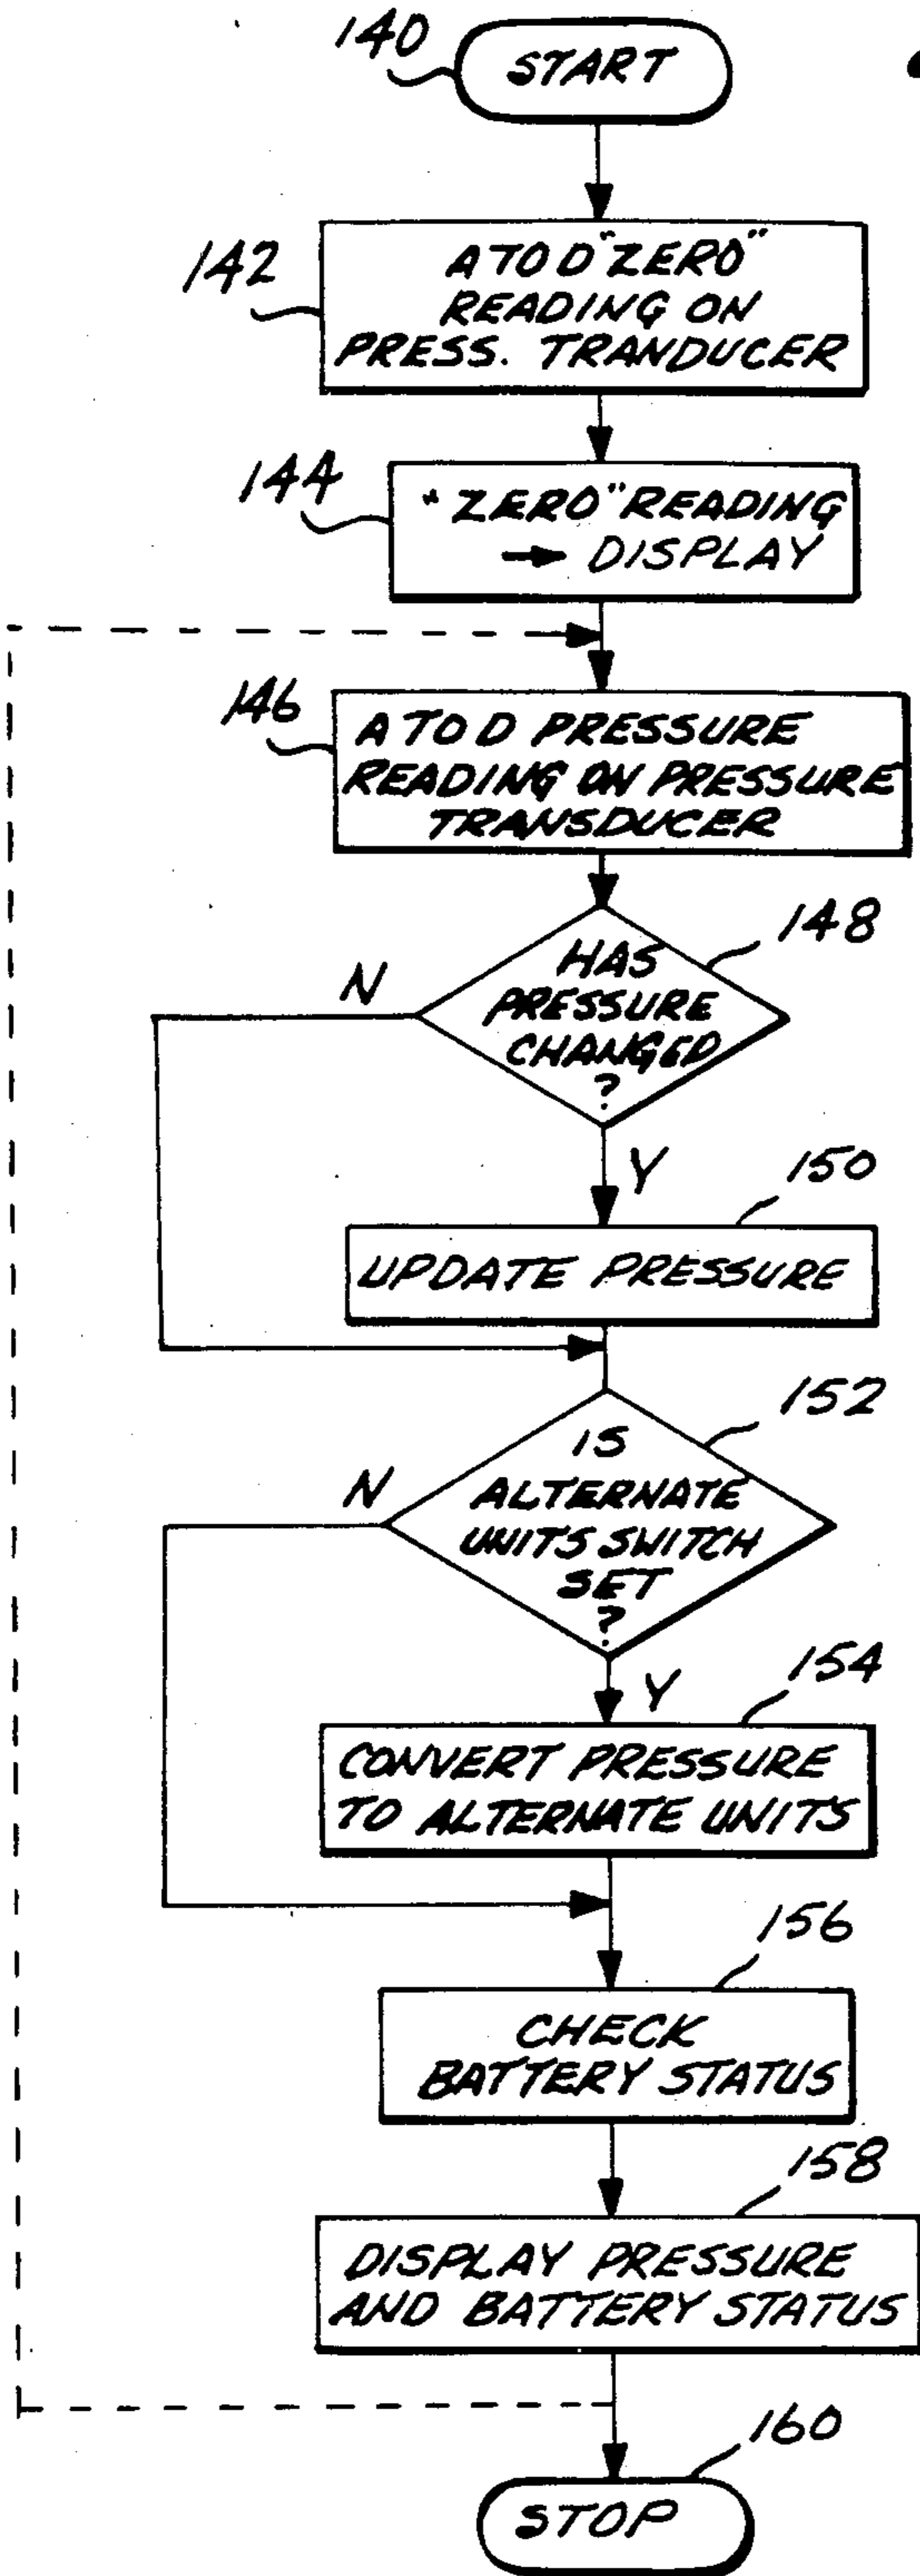 140
START
142
A TO D "ZERO"
READING ON
PRESS. TRANDUCER
144
"ZERO" READING
→ DISPLAY
146
A TO D PRESSURE
READING ON PRESSURE
TRANSDUCER
148
HAS
PRESSURE
CHANGED
?
N
Y
150
UPDATE PRESSURE
152
IS
ALTERNATE
UNITS SWITCH
SET
?
N
Y
154
CONVERT PRESSURE
TO ALTERNATE UNITS
156
CHECK
BATTERY STATUS
158
DISPLAY PRESSURE
AND BATTERY STATUS
160
STOP